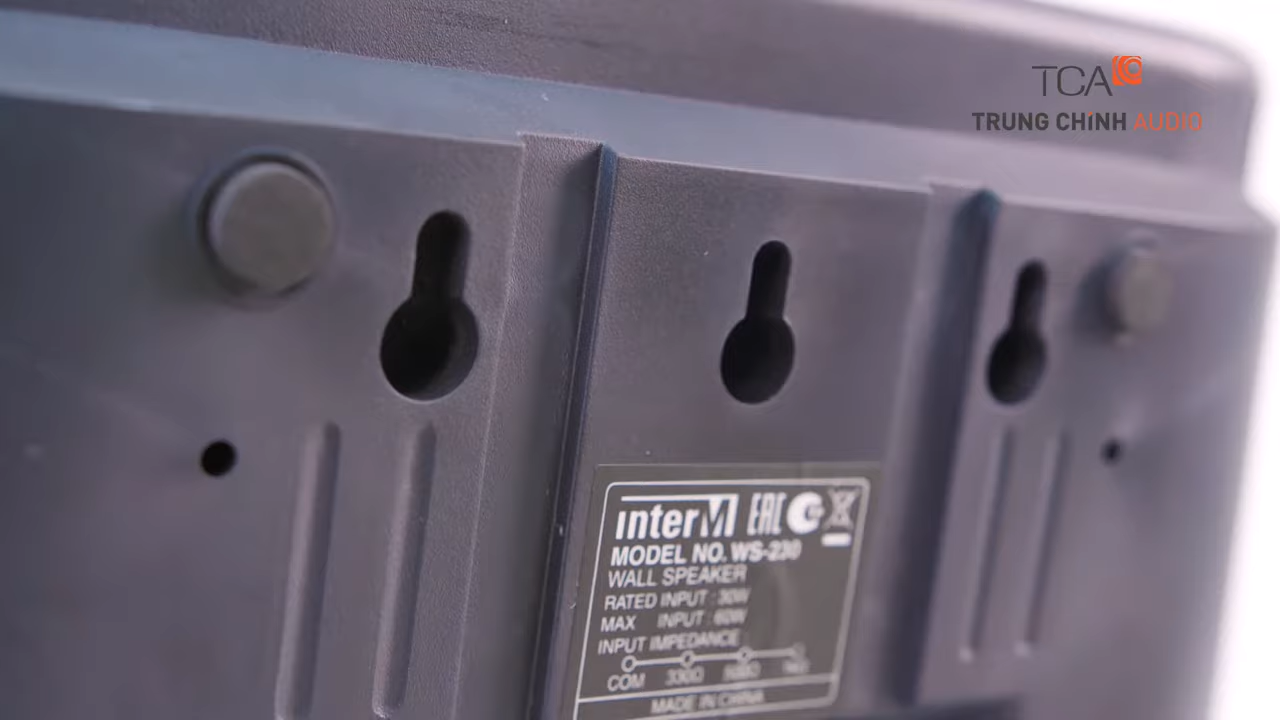 TCA
TRUNG CHÍNH AUDIO
interM EAC
MODEL NO. WS-230
WALL SPEAKER
RATED INPUT : 30W
MAX INPUT : 60W
INPUT IMPEDANCE
COM 330Ω
MADE IN CHINA